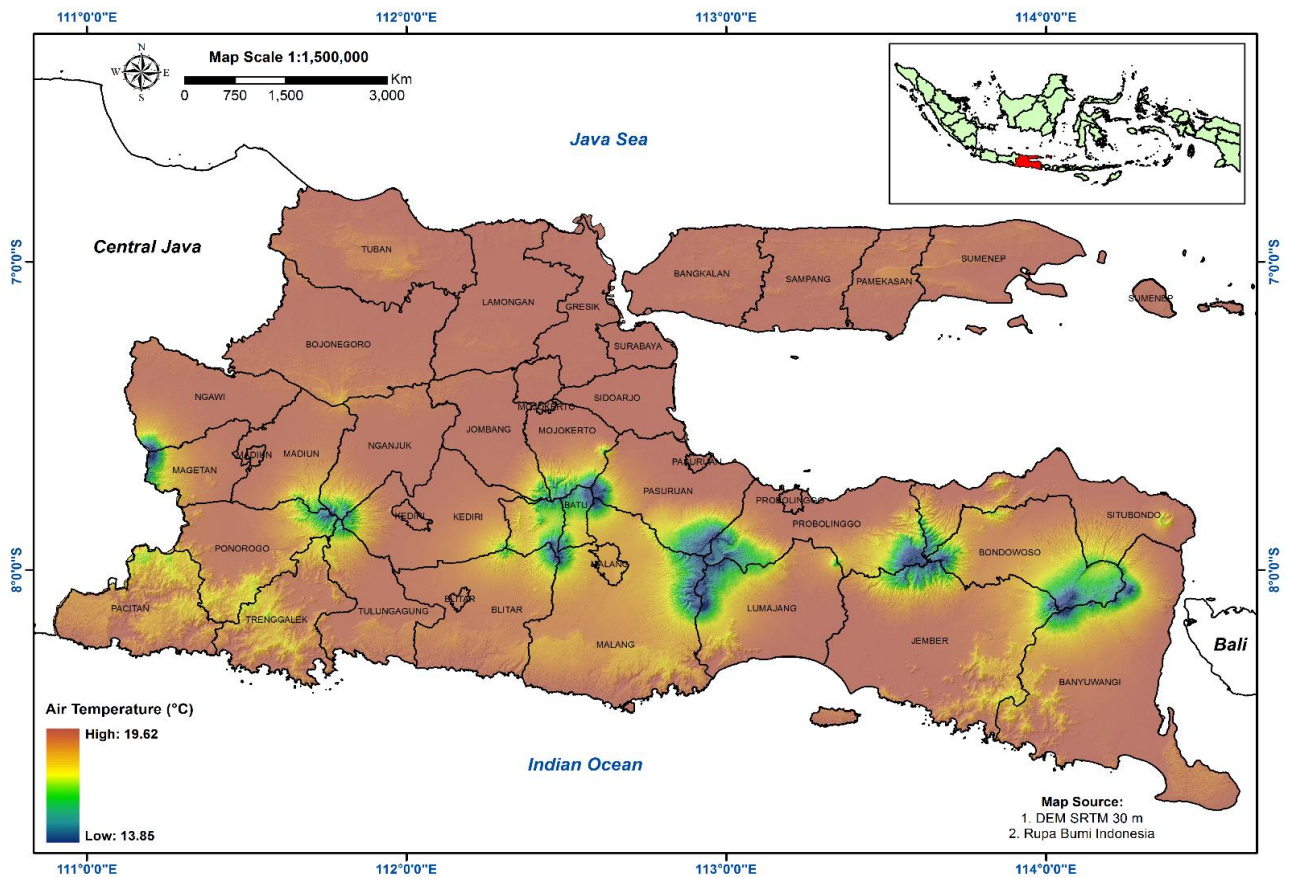 111°0'0"E 112°0'0"E 113°0'0"E 114°0'0"E
N
W E
S
Map Scale 1:1,500,000
Km
0 750 1,500 3,000
Java Sea
Central Java
7°0'0"S
7°0'0"S
TUBAN
BANGKALAN
SAMPANG
PAMEKASAN
SUMENEP
SUMENEP
LAMONGAN
GRESIK
BOJONEGORO
SURABAYA
NGAWI
SIDOARJO
MOJOKERTO
MOJOKERTO
JOMBANG
NGANJUK
MADIUN
MADIUN
MAGETAN
PASURUAN
PASURUAN
BATU
PROBOLINGGO
PROBOLINGGO
KEDIRI
KEDIRI
SITUBONDO
BONDOWOSO
PONOROGO
MALANG
8°0'0"S
8°0'0"S
PACITAN
TRENGGALEK
TULUNGAGUNG
BLITAR
BLITAR
LUMAJANG
MALANG
JEMBER
BANYUWANGI
Bali
Air Temperature (°C)
High: 19.62
Low: 13.85
Indian Ocean
Map Source:
1. DEM SRTM 30 m
2. Rupa Bumi Indonesia
111°0'0"E 112°0'0"E 113°0'0"E 114°0'0"E